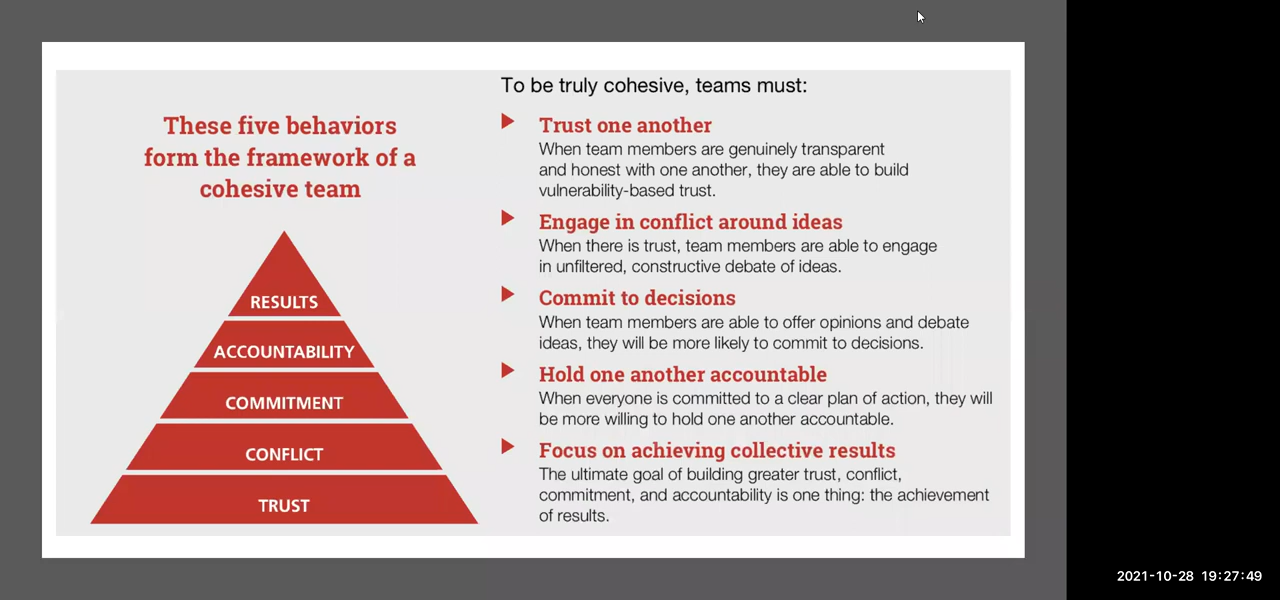 These five behaviors
form the framework of a
cohesive team
RESULTS
ACCOUNTABILITY
COMMITMENT
CONFLICT
TRUST
To be truly cohesive, teams must:
Trust one another
When team members are genuinely transparent
and honest with one another, they are able to build
vulnerability-based trust.
Engage in conflict around ideas
When there is trust, team members are able to engage
in unfiltered, constructive debate of ideas.
Commit to decisions
When team members are able to offer opinions and debate
ideas, they will be more likely to commit to decisions.
Hold one another accountable
When everyone is committed to a clear plan of action, they will
be more willing to hold one another accountable.
Focus on achieving collective results
The ultimate goal of building greater trust, conflict,
commitment, and accountability is one thing: the achievement
of results.
2021-10-28 19:27:49